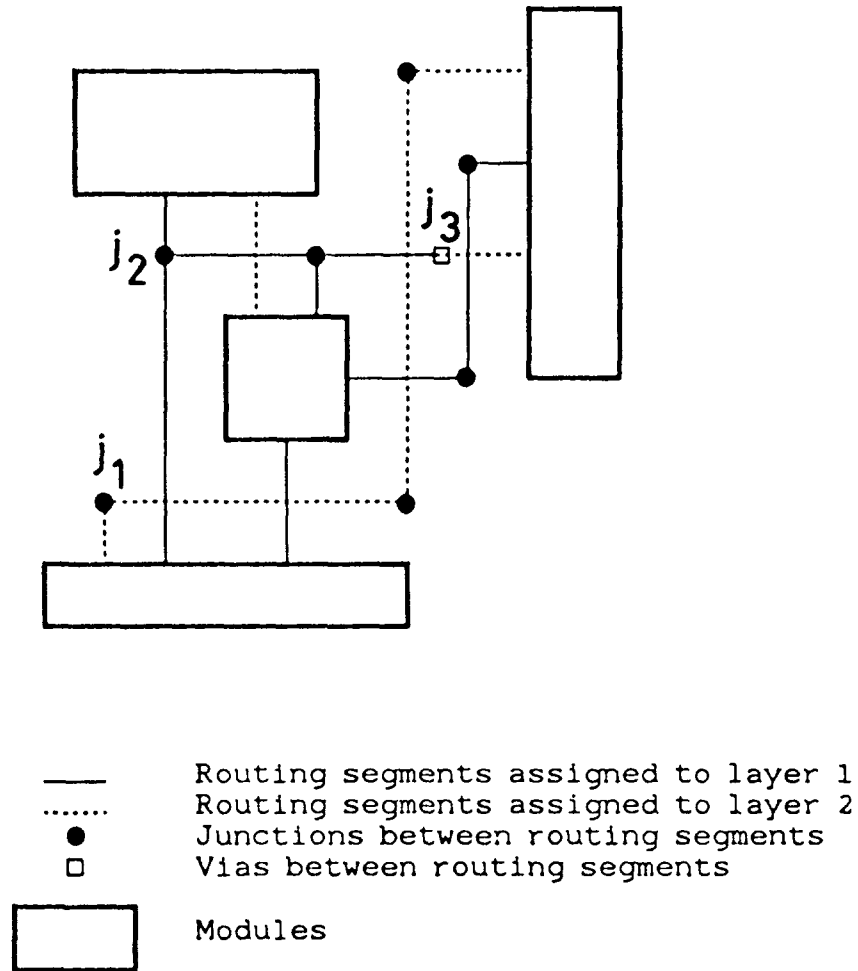 j3
j2
j1
Routing segments assigned to layer 1
Routing segments assigned to layer 2
Junctions between routing segments
Vias between routing segments
Modules